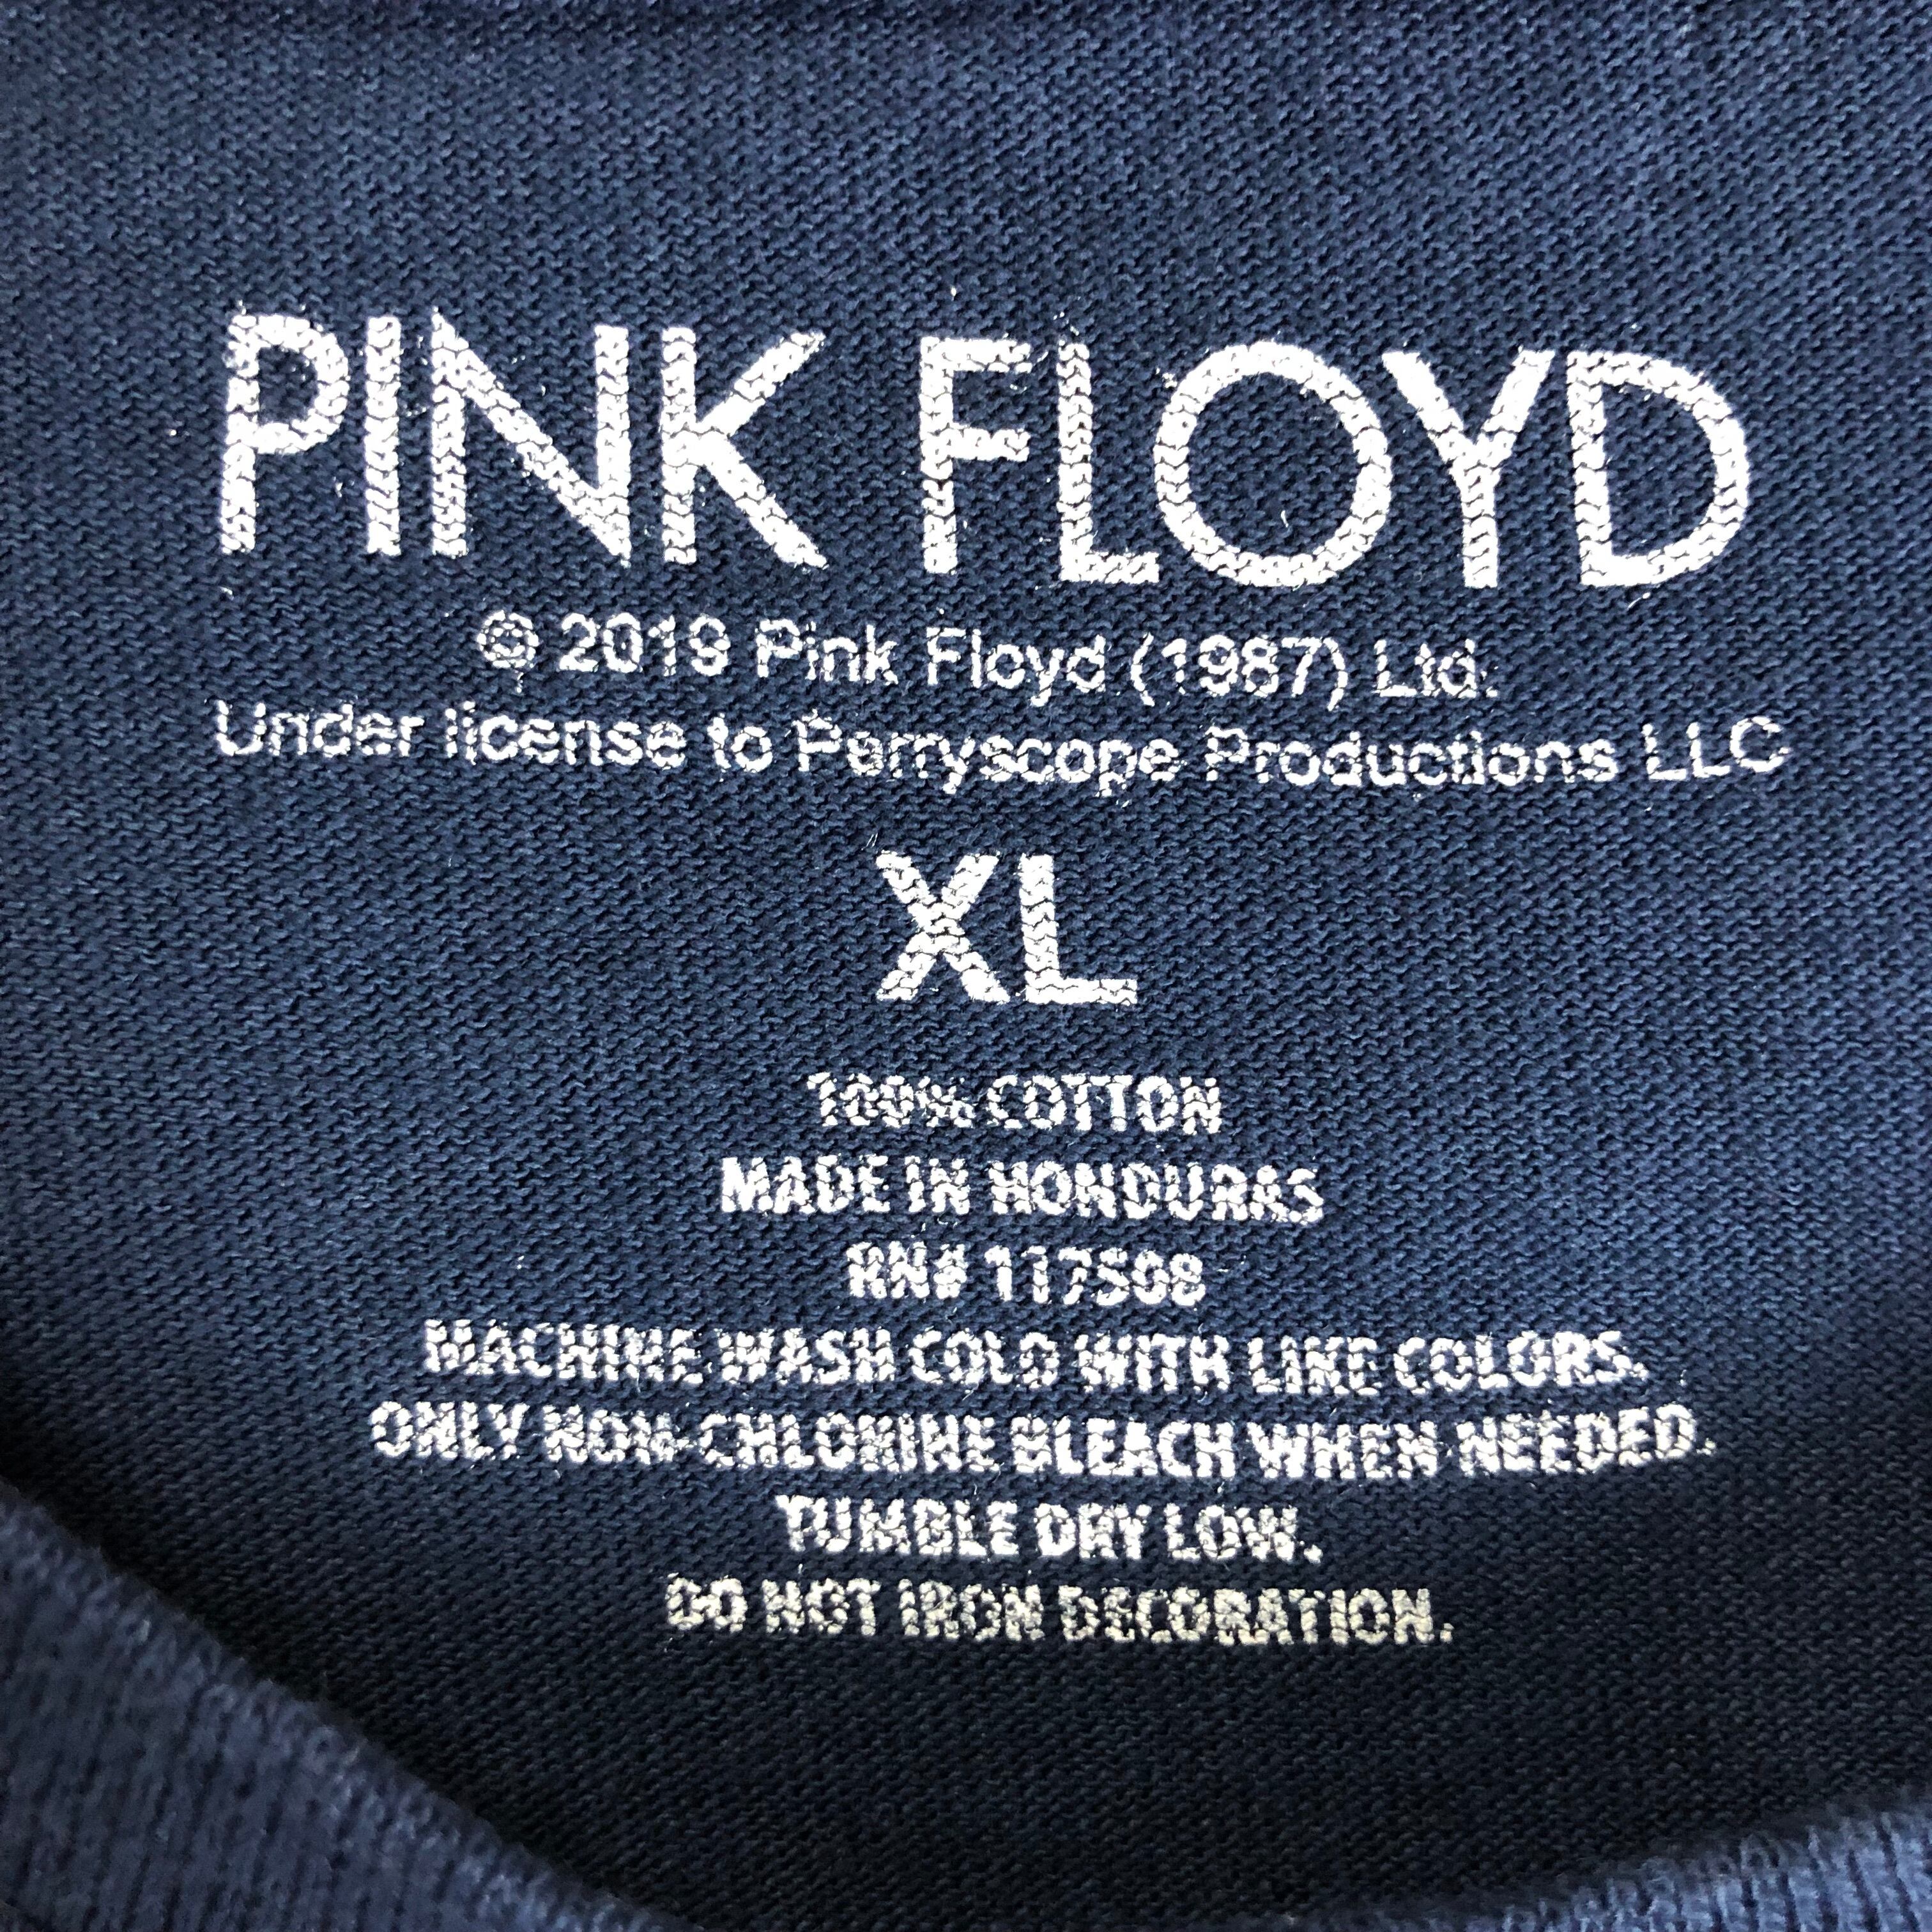 PINK FLOYD
© 2019 Pink Floyd (1987) Ltd.
Under license to Perryscope Productions LLC
XL
100% COTTON
MADE IN HONDURAS
RN# 117508
MACHINE WASH COLD WITH LIKE COLORS.
ONLY NON-CHLORINE BLEACH WHEN NEEDED.
TUMBLE DRY LOW.
DO NOT IRON DECORATION.